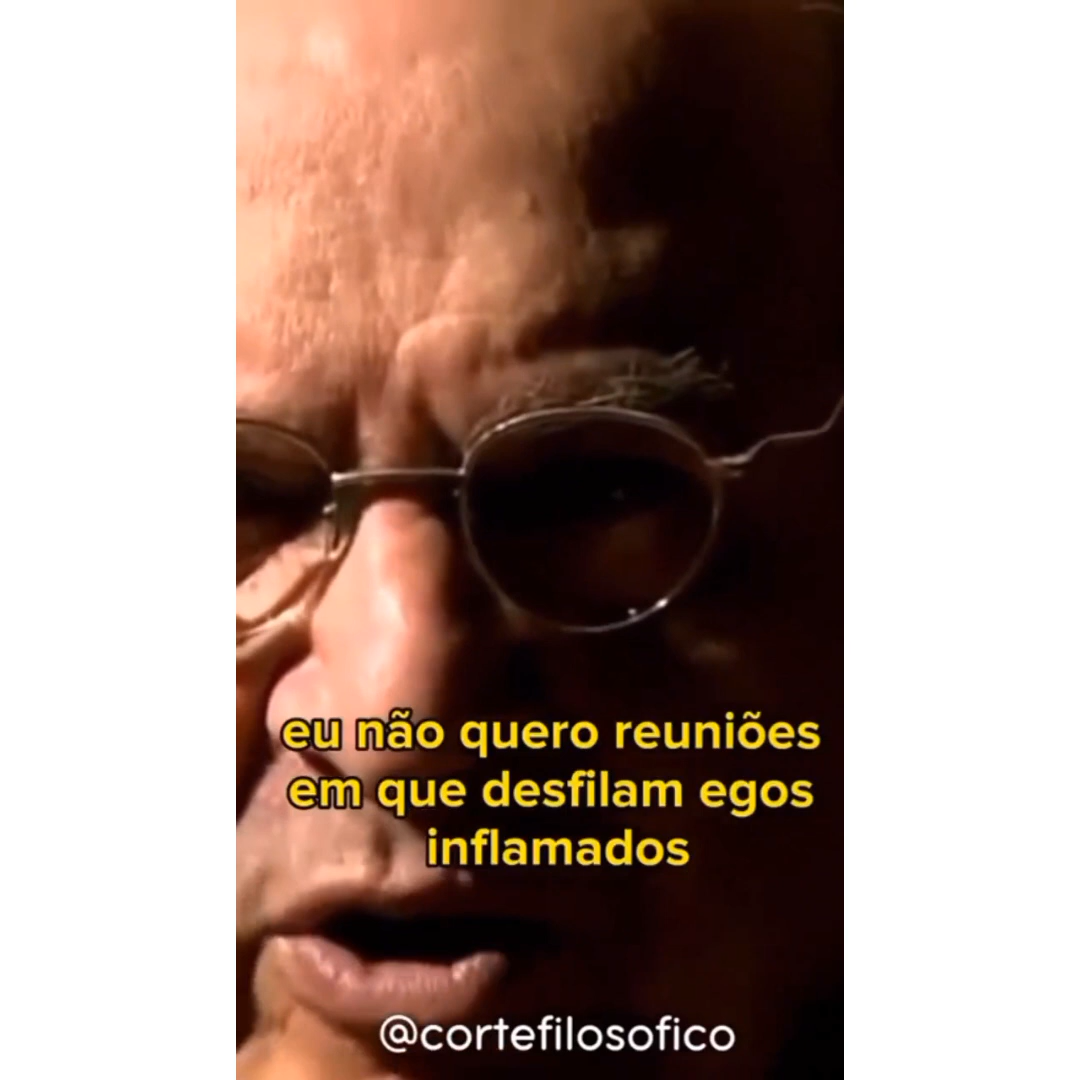 eu não quero reuniões
em que desfilam egos
inflamados
@cortefilosofico